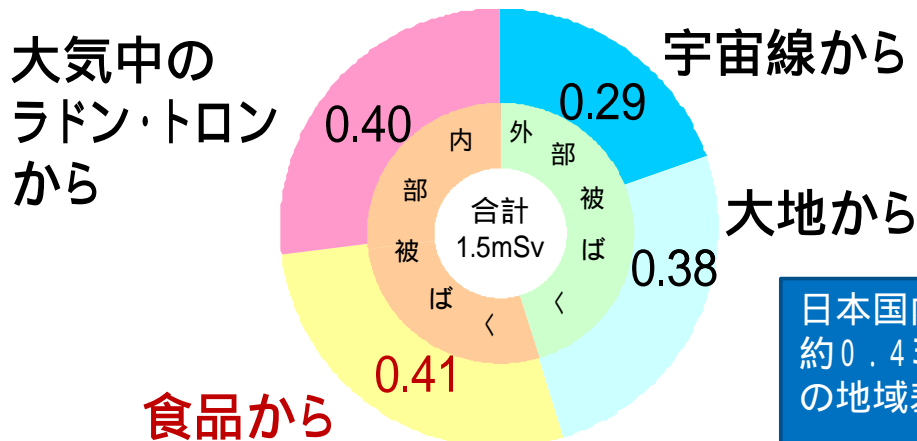 大気中の
ラドン・トロン
から
0.40
宇宙線から
0.29
外部被ばく
内部被ばく
合計
1.5mSv
大地から
0.38
0.41
食品から
日本国
約0.4
の地域